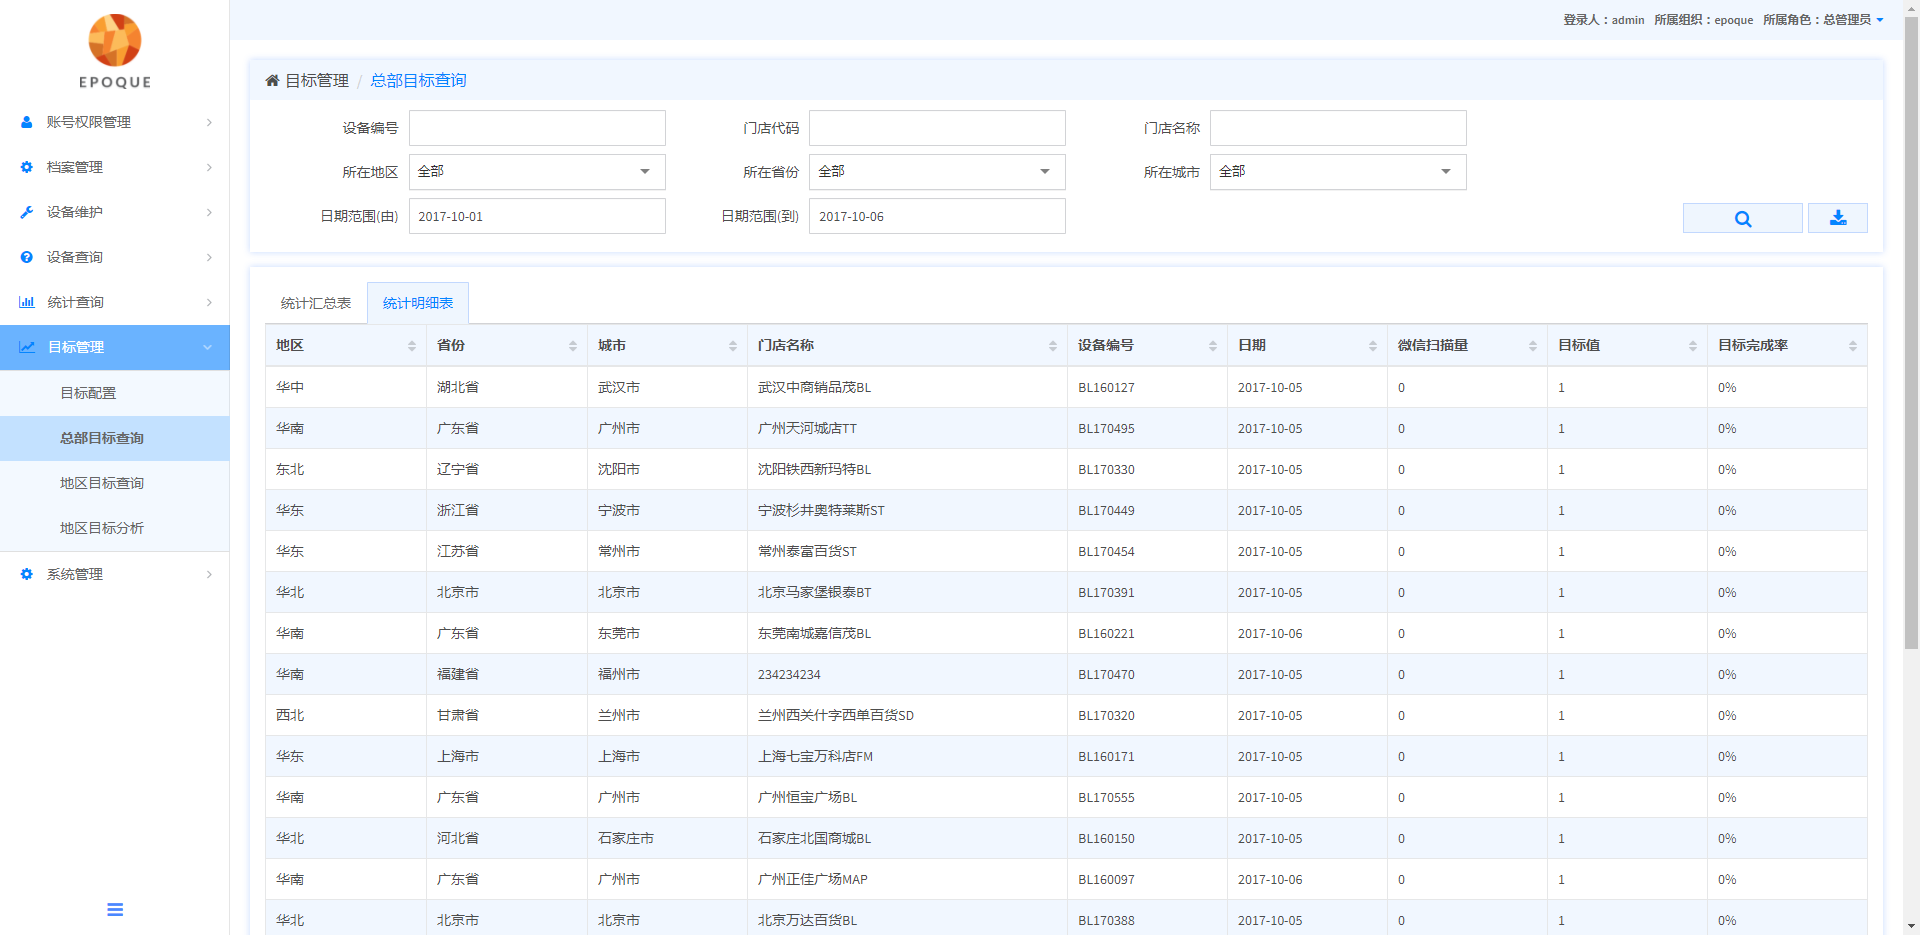 EPOQUE
账号权限管理
档案管理
设备维护
设备查询
统计查询
目标管理
目标配置
总部目标查询
地区目标查询
地区目标分析
系统管理
登录人：admin 所属组织：epoque 所属角色：总管理员
目标管理 / 总部目标查询
设备编号 门店代码 门店名称
所在地区 全部 所在省份 全部 所在城市 全部
日期范围(由) 2017-10-01 日期范围(到) 2017-10-06
统计汇总表 统计明细表
地区 省份 城市 门店名称 设备编号 日期 微信扫描量 目标值 目标完成率
华中 湖北省 武汉市 武汉中商销品茂BL BL160127 2017-10-05 0 1 0%
华南 广东省 广州市 广州天河城店TT BL170495 2017-10-05 0 1 0%
东北 辽宁省 沈阳市 沈阳铁西新玛特BL BL170330 2017-10-05 0 1 0%
华东 浙江省 宁波市 宁波杉井奥特莱斯ST BL170449 2017-10-05 0 1 0%
华东 江苏省 常州市 常州泰富百货ST BL170454 2017-10-05 0 1 0%
华北 北京市 北京市 北京马家堡银泰BT BL170391 2017-10-05 0 1 0%
华南 广东省 东莞市 东莞南城嘉信茂BL BL160221 2017-10-06 0 1 0%
华南 福建省 福州市 234234234 BL170470 2017-10-05 0 1 0%
西北 甘肃省 兰州市 兰州西关什字西单百货SD BL170320 2017-10-05 0 1 0%
华东 上海市 上海市 上海七宝万科店FM BL160171 2017-10-05 0 1 0%
华南 广东省 广州市 广州恒宝广场BL BL170555 2017-10-05 0 1 0%
华北 河北省 石家庄市 石家庄北国商城BL BL160150 2017-10-05 0 1 0%
华南 广东省 广州市 广州正佳广场MAP BL160097 2017-10-06 0 1 0%
华北 北京市 北京市 北京万达百货BL BL170388 2017-10-05 0 1 0%